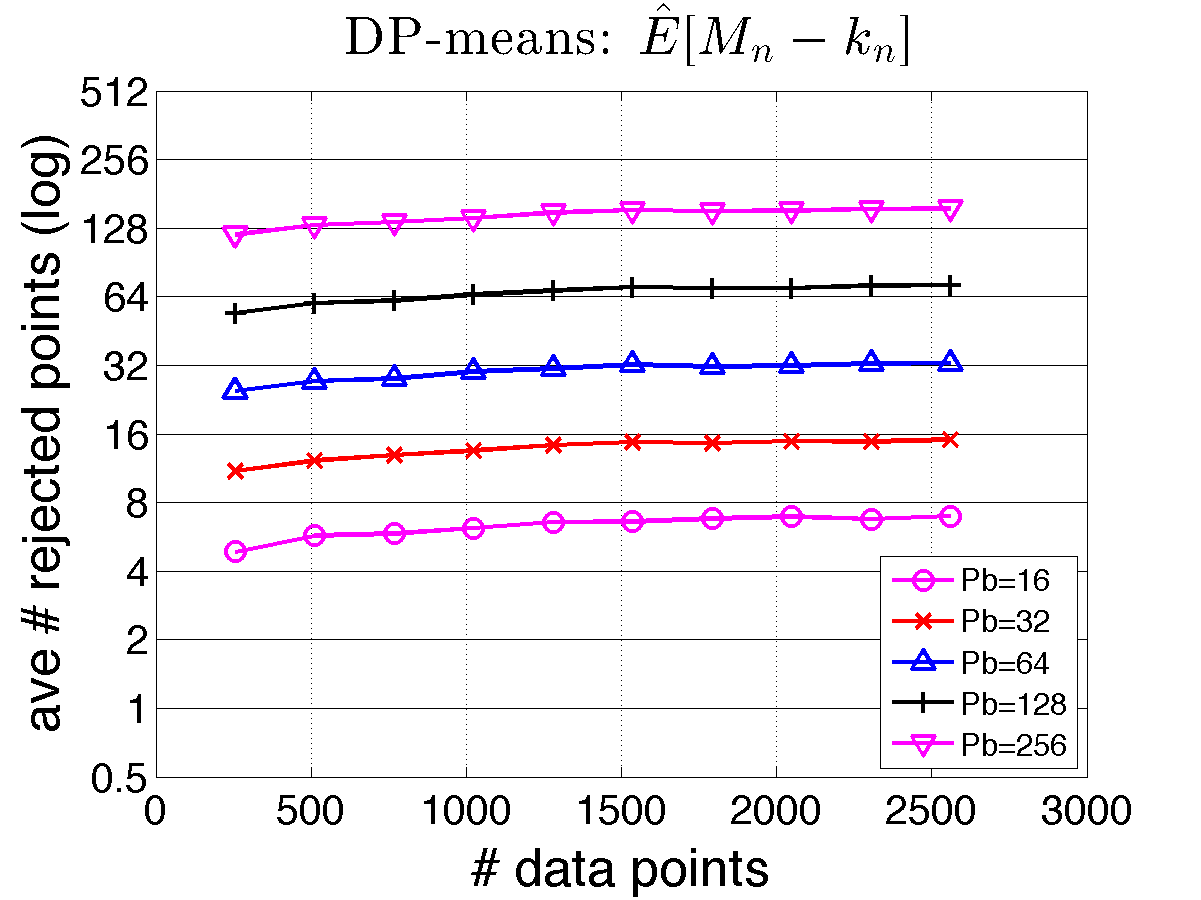 DP-means: $\hat{E}[M_n - k_n]$
ave # rejected points (log)
512
256
128
64
32
16
8
4
2
1
0.5
0 500 1000 1500 2000 2500 3000
# data points
Pb=16
Pb=32
Pb=64
Pb=128
Pb=256